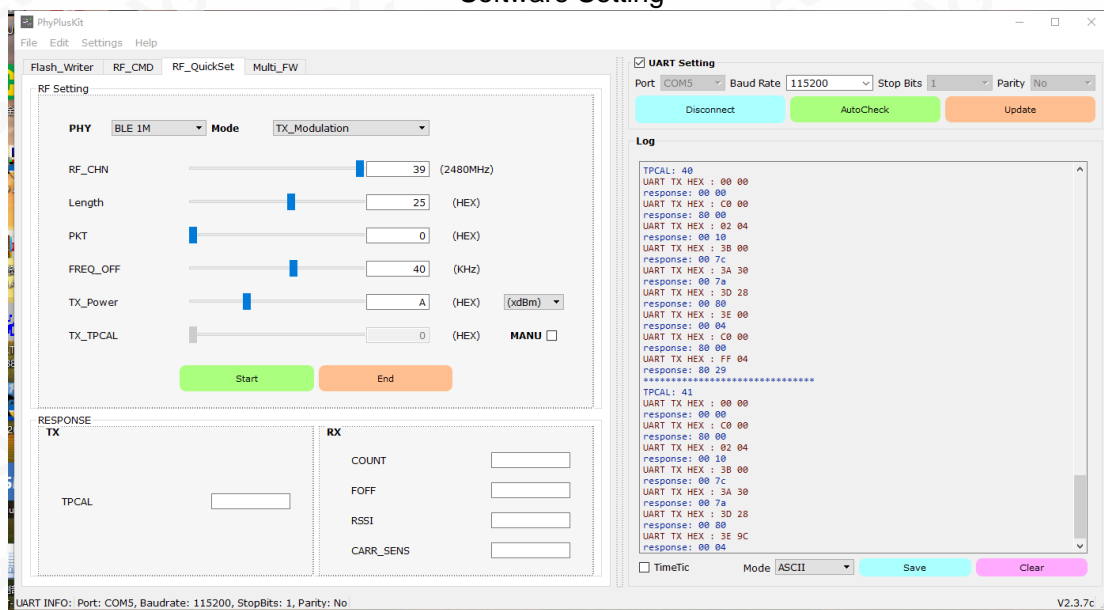 Software Setting
PhyPlusKit
File Edit Settings Help
Flash_Writer RF_CMD RF_QuickSet Multi_FW
RF Setting
PHY BLE 1M Mode TX_Modulation
RF_CHN 39 (2480MHz)
Length 25 (HEX)
PKT 0 (HEX)
FREQ_OFF 40 (KHz)
TX_Power A (HEX) (xdBm)
TX_TPCAL 0 (HEX) MANU
Start End
RESPONSE
TX
TPCAL
RX
COUNT
FOFF
RSSI
CARR_SENS
UART Setting
Port COM5 Baud Rate 115200 Stop Bits 1 Parity No
Disconnect AutoCheck Update
Log
TPCAL: 40
UART TX HEX : 00 00
response: 00 00
UART TX HEX : C0 00
response: 80 00
UART TX HEX : 02 04
response: 00 10
UART TX HEX : 3B 00
response: 00 7c
UART TX HEX : 3A 30
response: 00 7a
UART TX HEX : 3D 28
response: 00 80
UART TX HEX : 3E 00
response: 00 04
UART TX HEX : C0 00
response: 80 00
UART TX HEX : FF 04
response: 80 29
*******************************
TPCAL: 41
UART TX HEX : 00 00
response: 00 00
UART TX HEX : C0 00
response: 80 00
UART TX HEX : 02 04
response: 00 10
UART TX HEX : 3B 00
response: 00 7c
UART TX HEX : 3A 30
response: 00 7a
UART TX HEX : 3D 28
response: 00 80
UART TX HEX : 3E 9C
response: 00 04
TimeTic Mode ASCII Save Clear
UART INFO: Port: COM5, Baudrate: 115200, StopBits: 1, Parity: No V2.3.7c